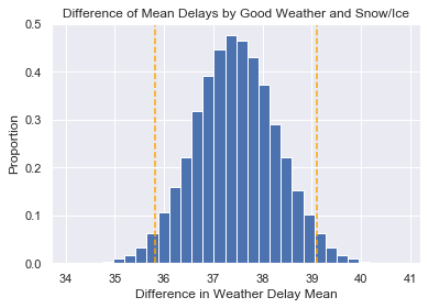 Difference of Mean Delays by Good Weather and Snow/Ice
0.5
0.4
0.3
0.2
0.1
0.0
Proportion
34 35 36 37 38 39 40 41
Difference in Weather Delay Mean